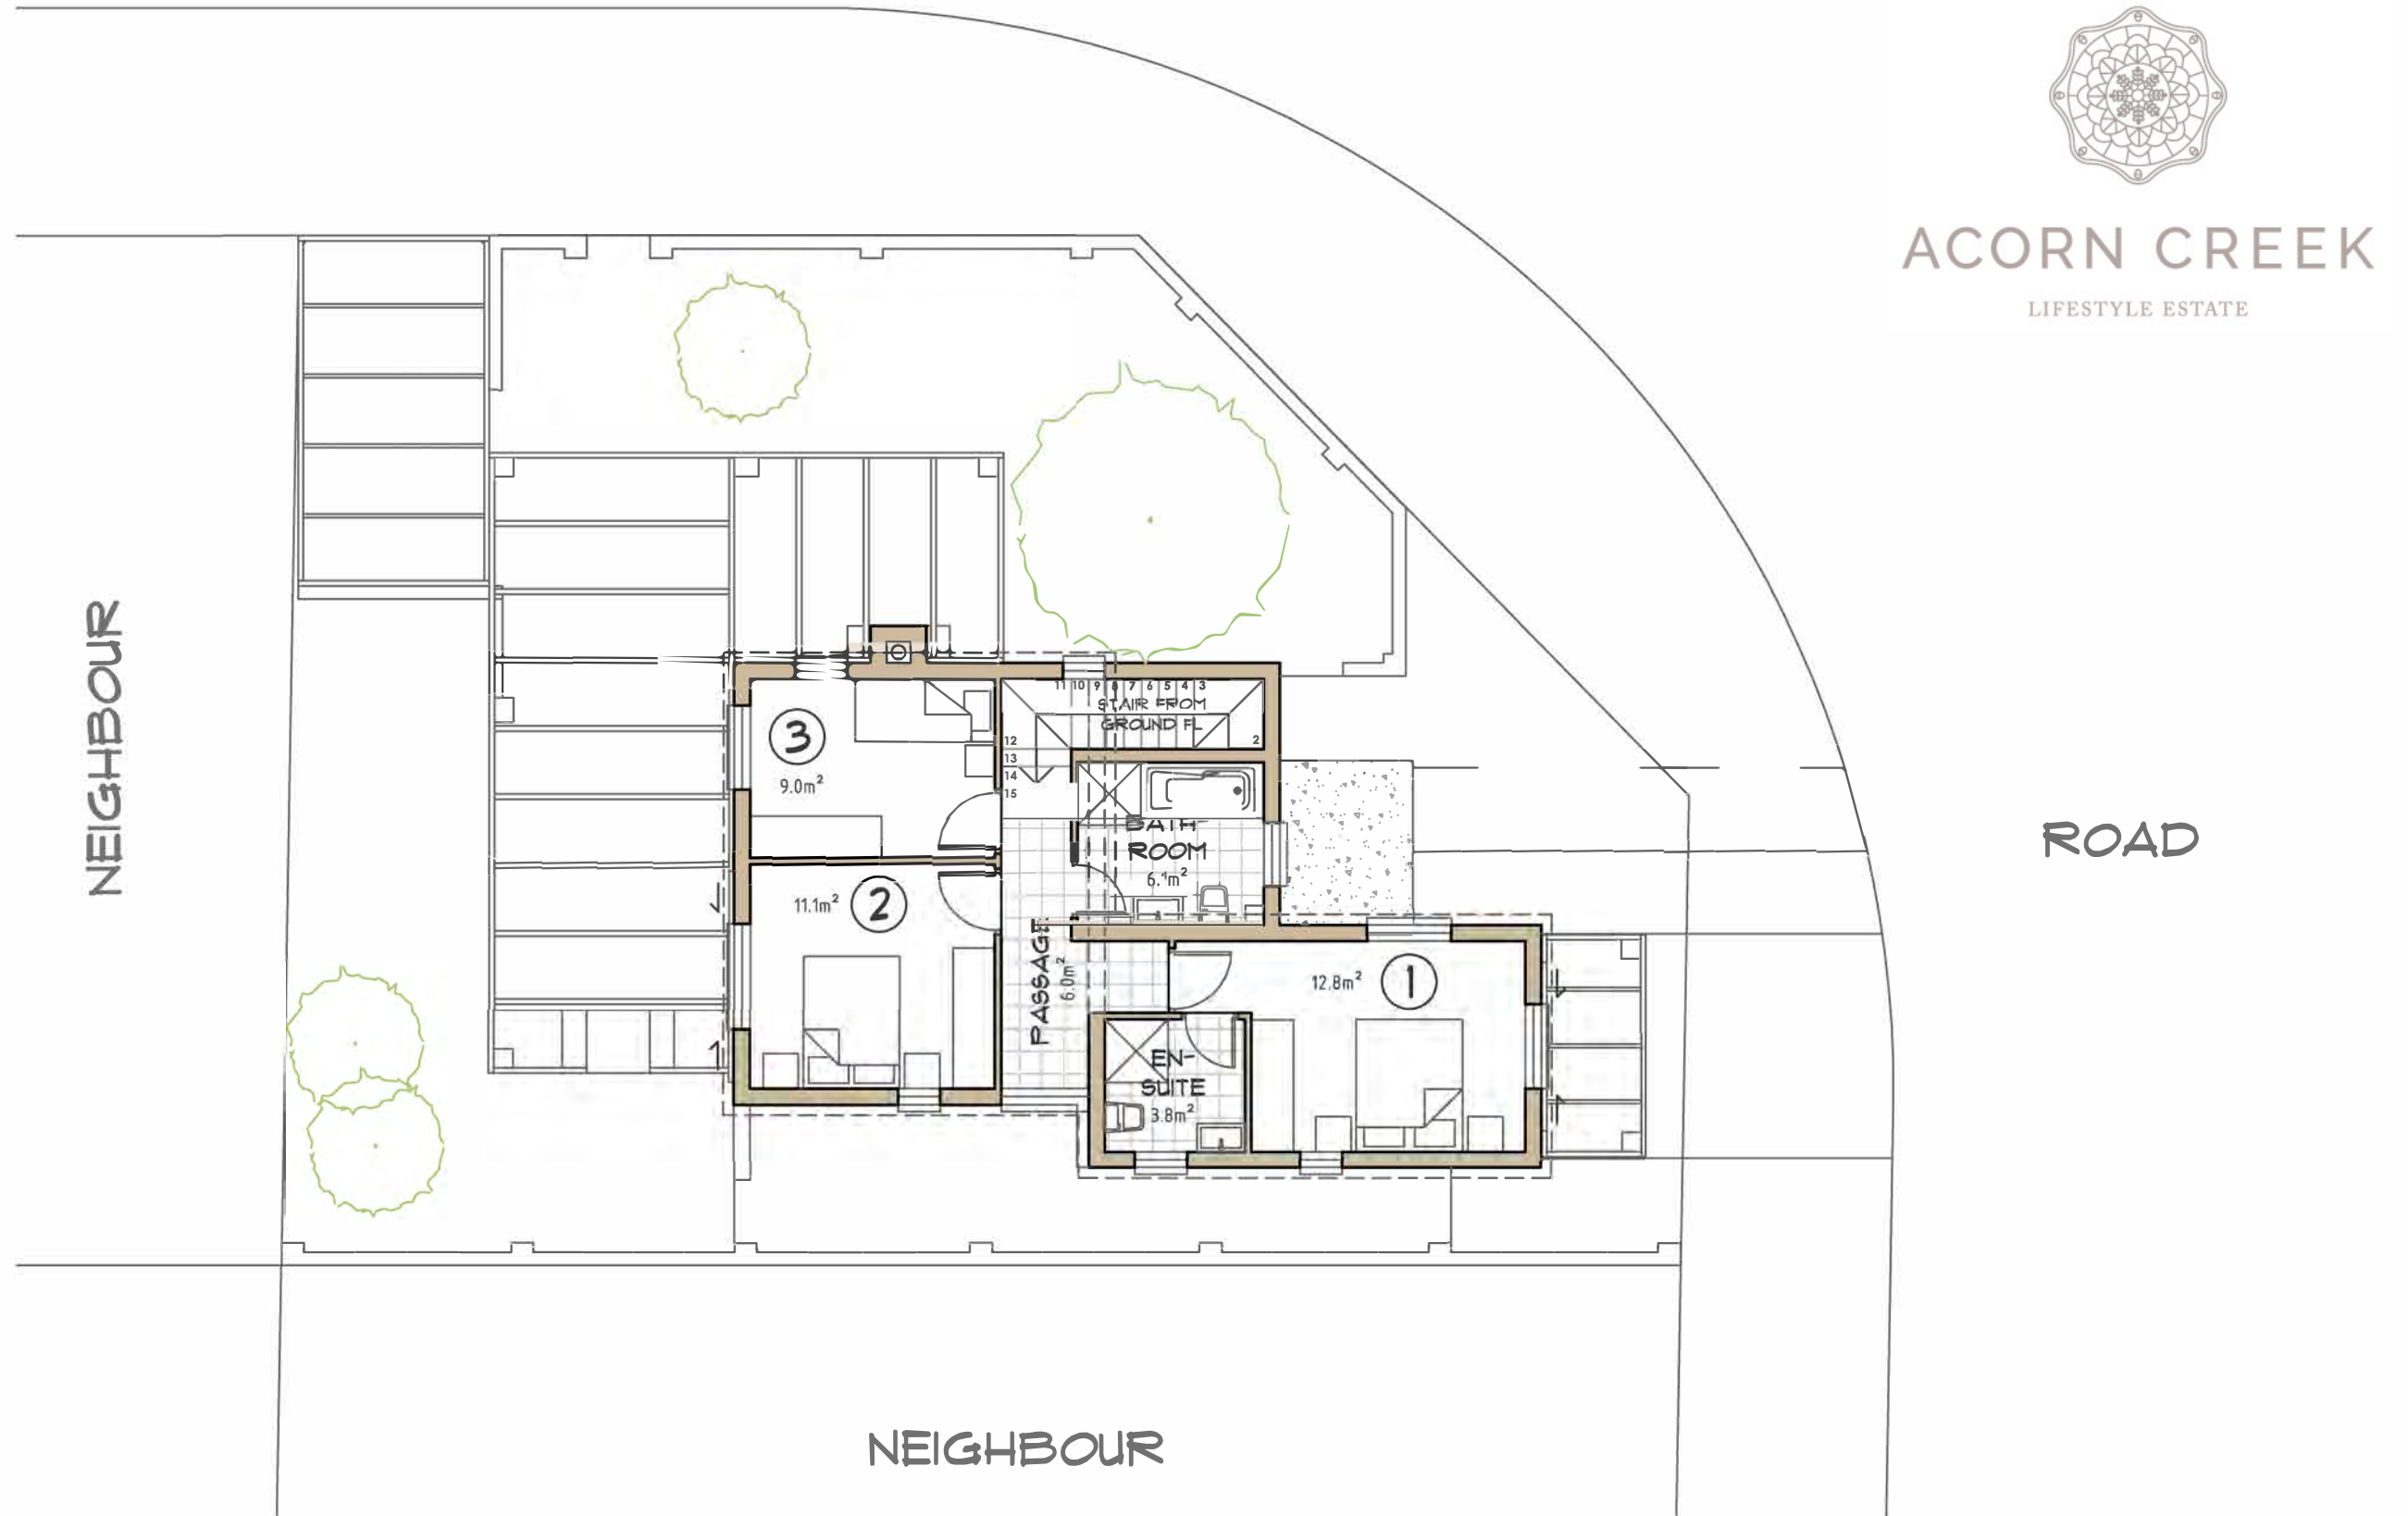 ACORN CREEK
LIFESTYLE ESTATE
NEIGHBOUR
ROAD
11 10 9 8 7 6 5 4 3
STAIR FROM
GROUND FL
2
12
13
14
15
3
9.0m²
BATH-
ROOM
6.1m²
11.1m² 2
PASSAGE
6.0m²
12.8m² 1
EN-
SUITE
3.8m²
NEIGHBOUR